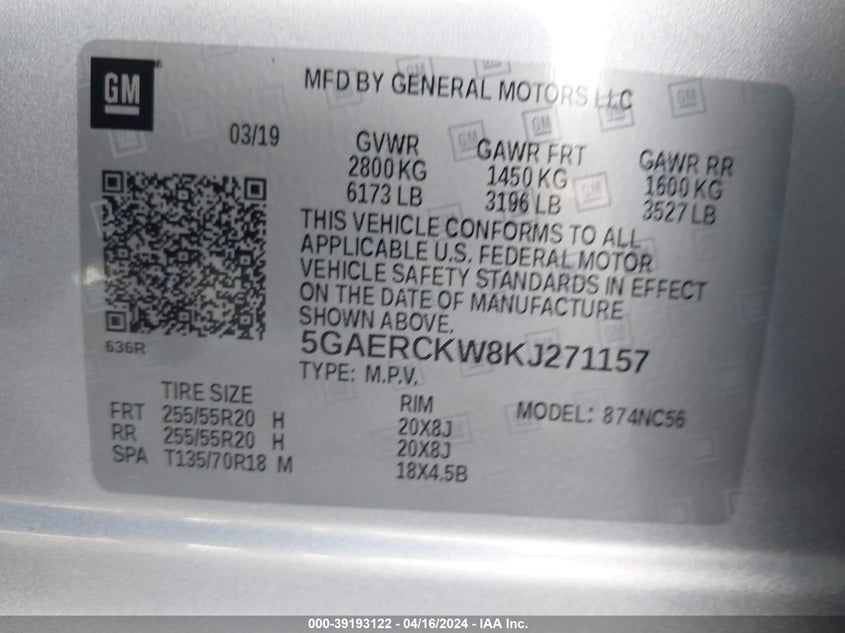 GM®
MFD BY GENERAL MOTORS LLC
03/19
GVWR GAWR FRT GAWR RR
2800 KG 1450 KG 1600 KG
6173 LB 3196 LB 3527 LB
THIS VEHICLE CONFORMS TO ALL
APPLICABLE U.S. FEDERAL MOTOR
VEHICLE SAFETY STANDARDS IN EFFECT
ON THE DATE OF MANUFACTURE
SHOWN ABOVE.
636R
5GAERCKW8KJ271157
TYPE: M.P.V.
TIRE SIZE RIM MODEL: 874NC56
FRT 255/55R20 H 20X8J
RR 255/55R20 H 20X8J
SPA T135/70R18 M 18X4.5B
000-39193122 - 04/16/2024 - IAA Inc.